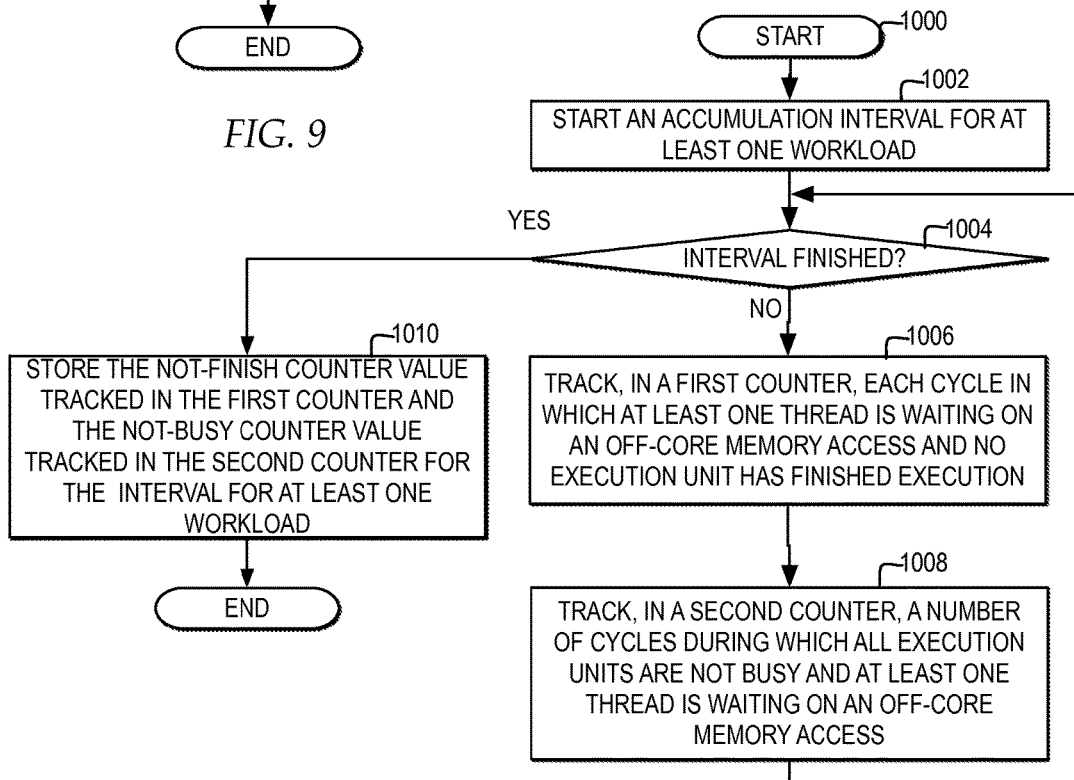 END
FIG. 9
START
1000
1002
START AN ACCUMULATION INTERVAL FOR AT
LEAST ONE WORKLOAD
YES
1004
INTERVAL FINISHED?
NO
1010
STORE THE NOT-FINISH COUNTER VALUE
TRACKED IN THE FIRST COUNTER AND
THE NOT-BUSY COUNTER VALUE
TRACKED IN THE SECOND COUNTER FOR
THE INTERVAL FOR AT LEAST ONE
WORKLOAD
END
1006
TRACK, IN A FIRST COUNTER, EACH CYCLE IN
WHICH AT LEAST ONE THREAD IS WAITING ON
AN OFF-CORE MEMORY ACCESS AND NO
EXECUTION UNIT HAS FINISHED EXECUTION
1008
TRACK, IN A SECOND COUNTER, A NUMBER
OF CYCLES DURING WHICH ALL EXECUTION
UNITS ARE NOT BUSY AND AT LEAST ONE
THREAD IS WAITING ON AN OFF-CORE
MEMORY ACCESS